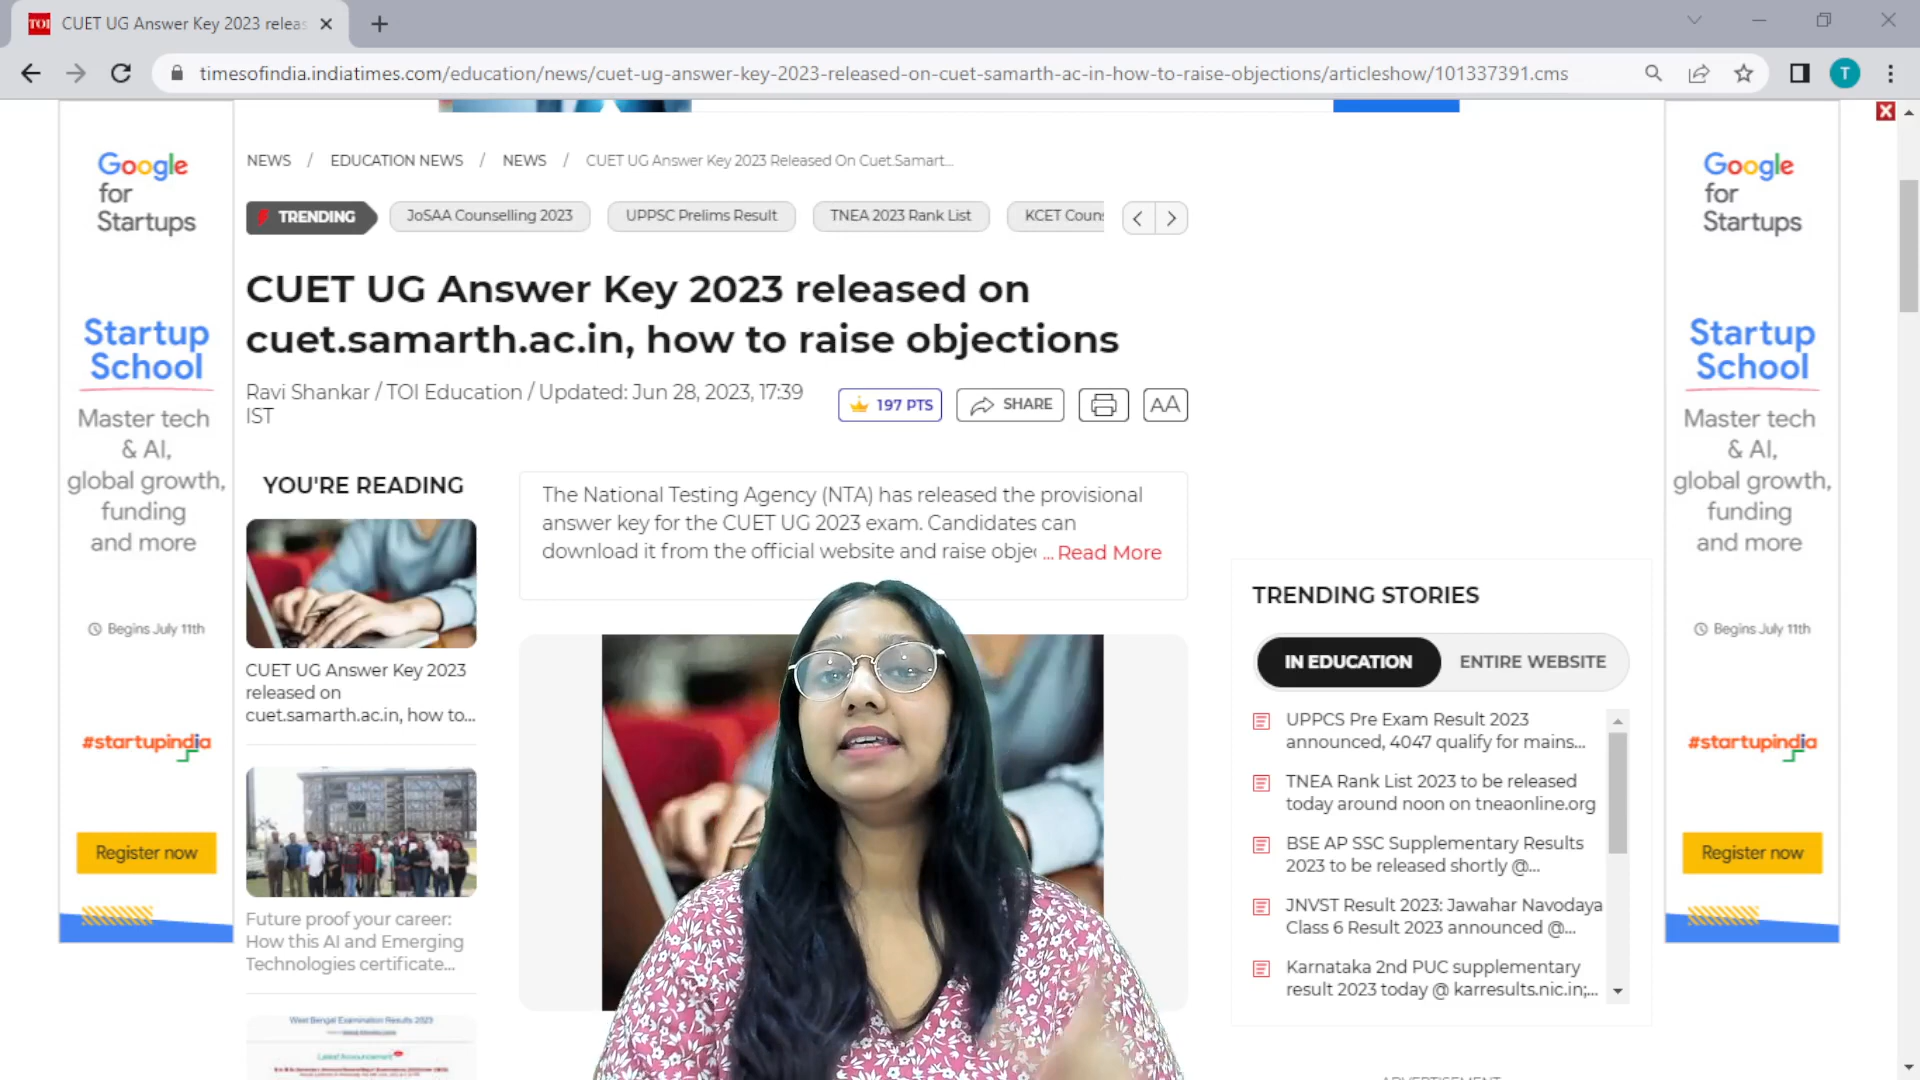 TOI CUET UG Answer Key 2023 releas
timesofindia.indiatimes.com/education/news/cuet-ug-answer-key-2023-released-on-cuet-samarth-ac-in-how-to-raise-objections/articleshow/101337391.cms
T
Google
for
Startups
Startup
School
Master tech
& AI,
global growth,
funding
and more
Begins July 11th
#startupindia
Register now
NEWS / EDUCATION NEWS / NEWS / CUET UG Answer Key 2023 Released On Cuet.Samart...
TRENDING JoSAA Counselling 2023 UPPSC Prelims Result TNEA 2023 Rank List KCET Couns
CUET UG Answer Key 2023 released on
cuet.samarth.ac.in, how to raise objections
Ravi Shankar / TOI Education / Updated: Jun 28, 2023, 17:39
IST
197 PTS SHARE AA
YOU'RE READING
CUET UG Answer Key 2023
released on
cuet.samarth.ac.in, how to...
Future proof your career:
How this AI and Emerging
Technologies certificate...
West Bengal Examination Results 2023
Latest Announcement
The National Testing Agency (NTA) has released the provisional
answer key for the CUET UG 2023 exam. Candidates can
download it from the official website and raise obje ... Read More
TRENDING STORIES
IN EDUCATION ENTIRE WEBSITE
UPPCS Pre Exam Result 2023
announced, 4047 qualify for mains...
TNEA Rank List 2023 to be released
today around noon on tneaonline.org
BSE AP SSC Supplementary Results
2023 to be released shortly @...
JNVST Result 2023: Jawahar Navodaya
Class 6 Result 2023 announced @...
Karnataka 2nd PUC supplementary
result 2023 today @ karresults.nic.in;...
ADVERTISEMENT
Google
for
Startups
Startup
School
Master tech
& AI,
global growth,
funding
and more
Begins July 11th
#startupindia
Register now